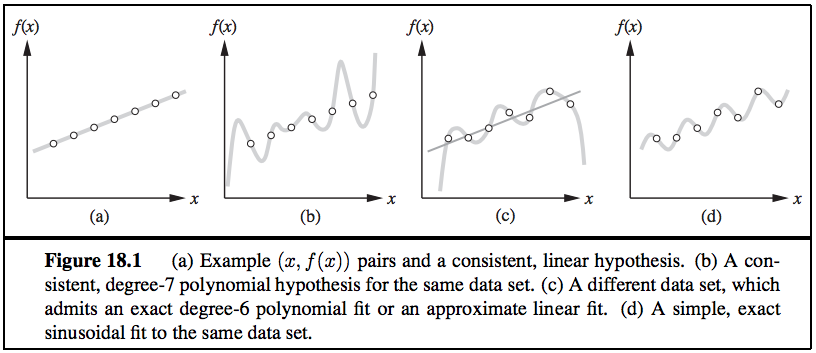 f(x) f(x) f(x) f(x)
x x x x
(a) (b) (c) (d)
Figure 18.1 (a) Example (x, f(x)) pairs and a consistent, linear hypothesis. (b) A con-
sistent, degree-7 polynomial hypothesis for the same data set. (c) A different data set, which
admits an exact degree-6 polynomial fit or an approximate linear fit. (d) A simple, exact
sinusoidal fit to the same data set.